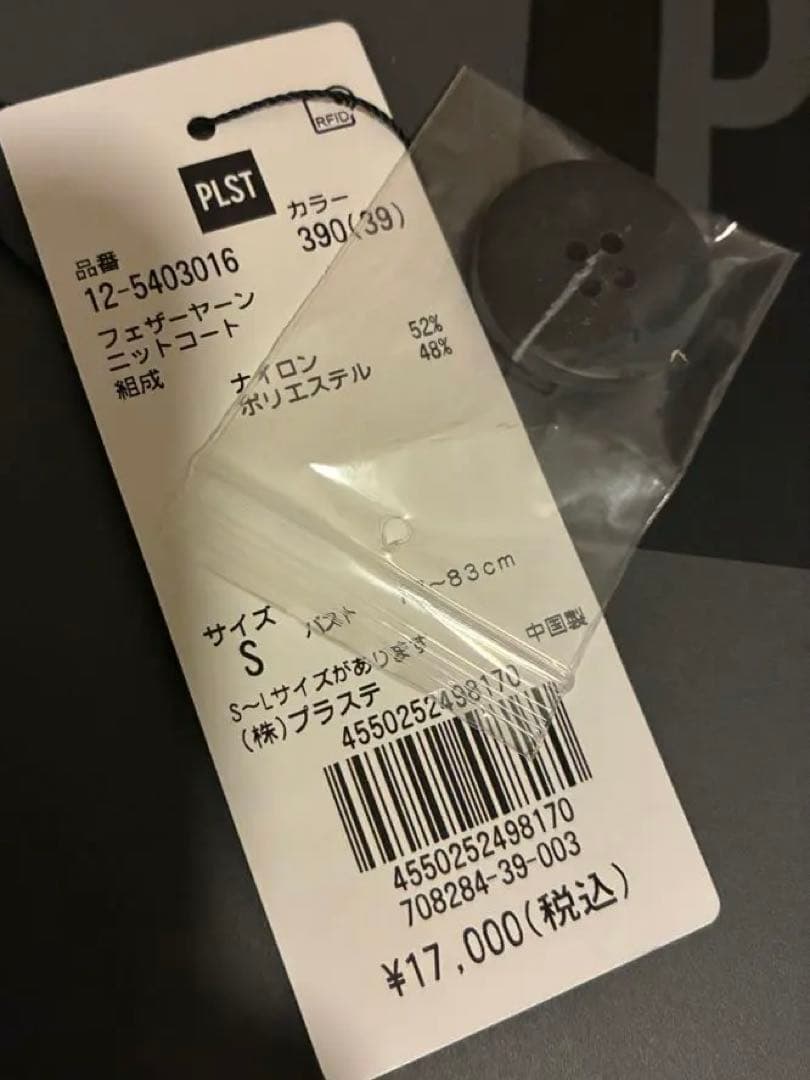 RFID
PLST
カラー
390(39)
品番
12-5403016
フェザーヤーン
ニットコート
組成
ナイロン 52%
ポリエステル 48%
サイズ バスト ~83cm
S
中国製
S~Lサイズがあります
(株)プラステ
4550252498170
4550252498170
708284-39-003
¥17,000(税込)
P